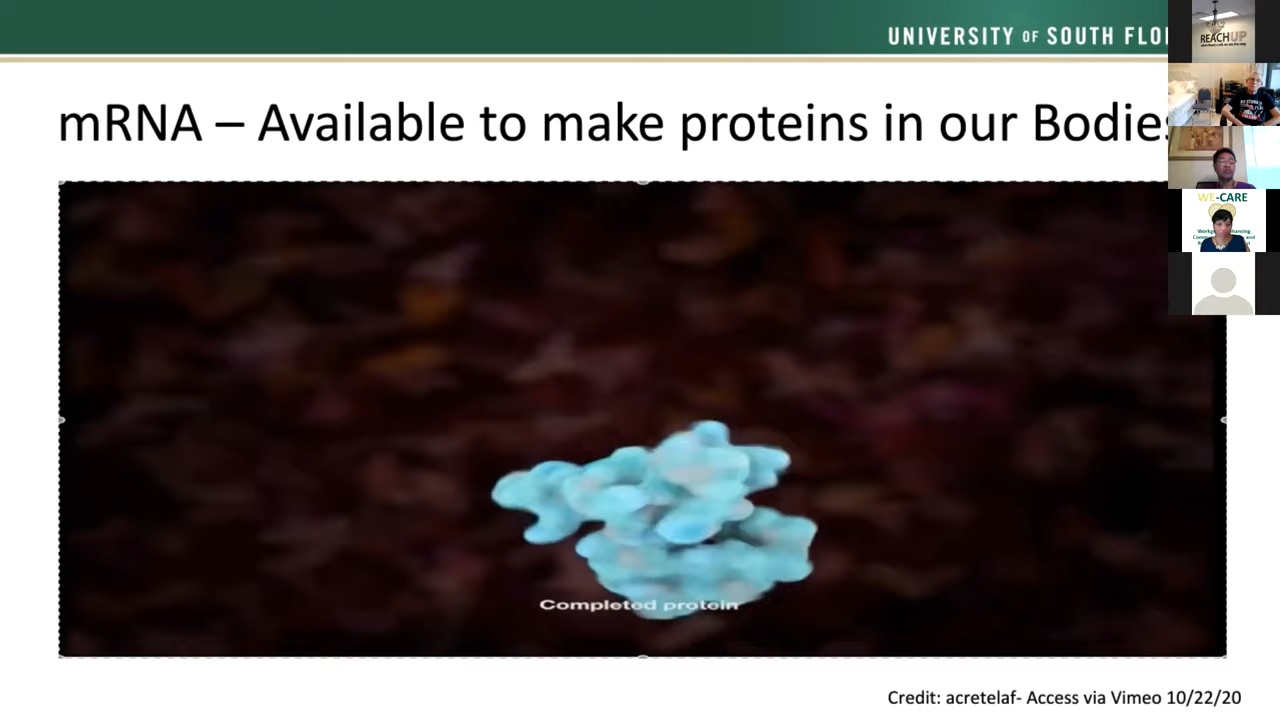 UNIVERSITY OF SOUTH FLO
mRNA – Available to make proteins in our Bodies
REACHUP
WE-CARE
Completed protein
Credit: acretelaf- Access via Vimeo 10/22/20